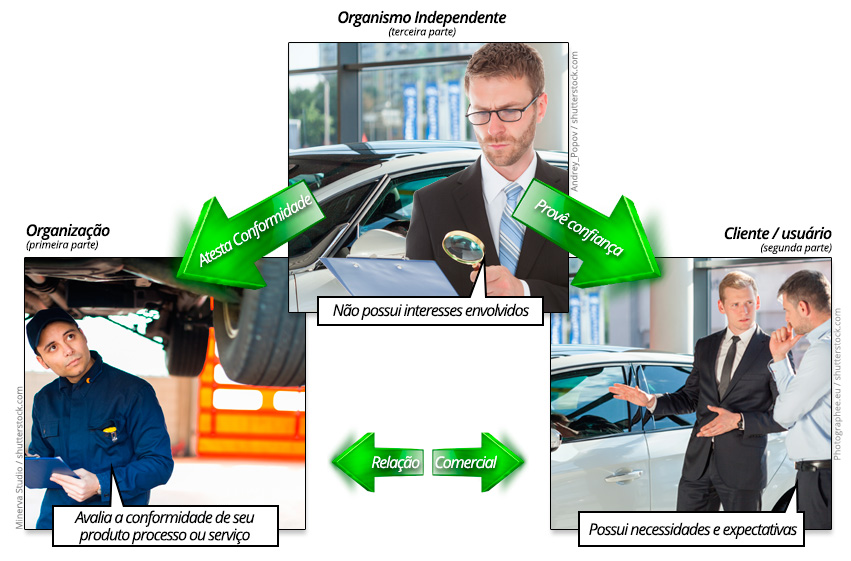 Organismo Independente
(terceira parte)
Andrey_Popov / shutterstock.com
Atesta Conformidade
Provê confiança
Organização
(primeira parte)
Cliente / usuário
(segunda parte)
Não possui interesses envolvidos
Minerva Studio / shutterstock.com
Photographee.eu / shutterstock.com
Relação Comercial
Avalia a conformidade de seu
produto processo ou serviço
Possui necessidades e expectativas